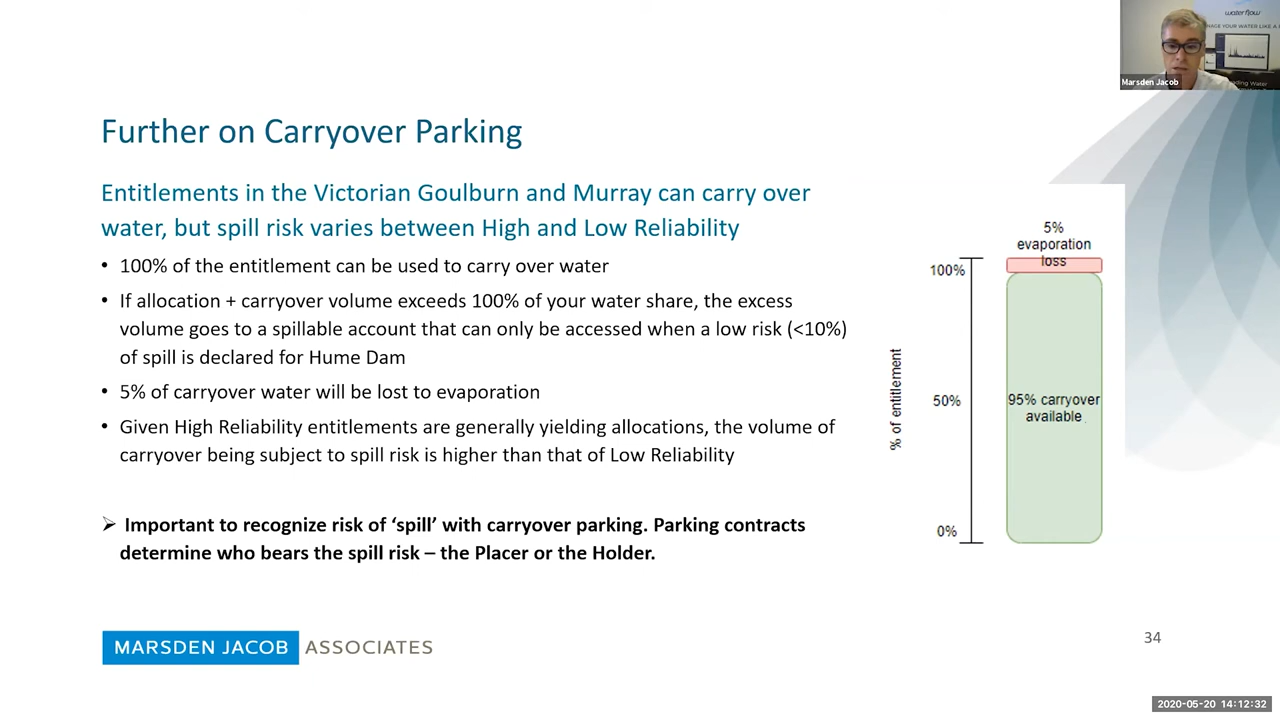 waterflow
Marsden Jacob
Further on Carryover Parking
Entitlements in the Victorian Goulburn and Murray can carry over
water, but spill risk varies between High and Low Reliability
• 100% of the entitlement can be used to carry over water
• If allocation + carryover volume exceeds 100% of your water share, the excess
volume goes to a spillable account that can only be accessed when a low risk (<10%)
of spill is declared for Hume Dam
• 5% of carryover water will be lost to evaporation
• Given High Reliability entitlements are generally yielding allocations, the volume of
carryover being subject to spill risk is higher than that of Low Reliability
➢ Important to recognize risk of ‘spill’ with carryover parking. Parking contracts
determine who bears the spill risk – the Placer or the Holder.
5%
evaporation
loss
100%
50%
0%
% of entitlement
95% carryover
available
MARSDEN JACOB ASSOCIATES
34
2020-05-20 14:12:32